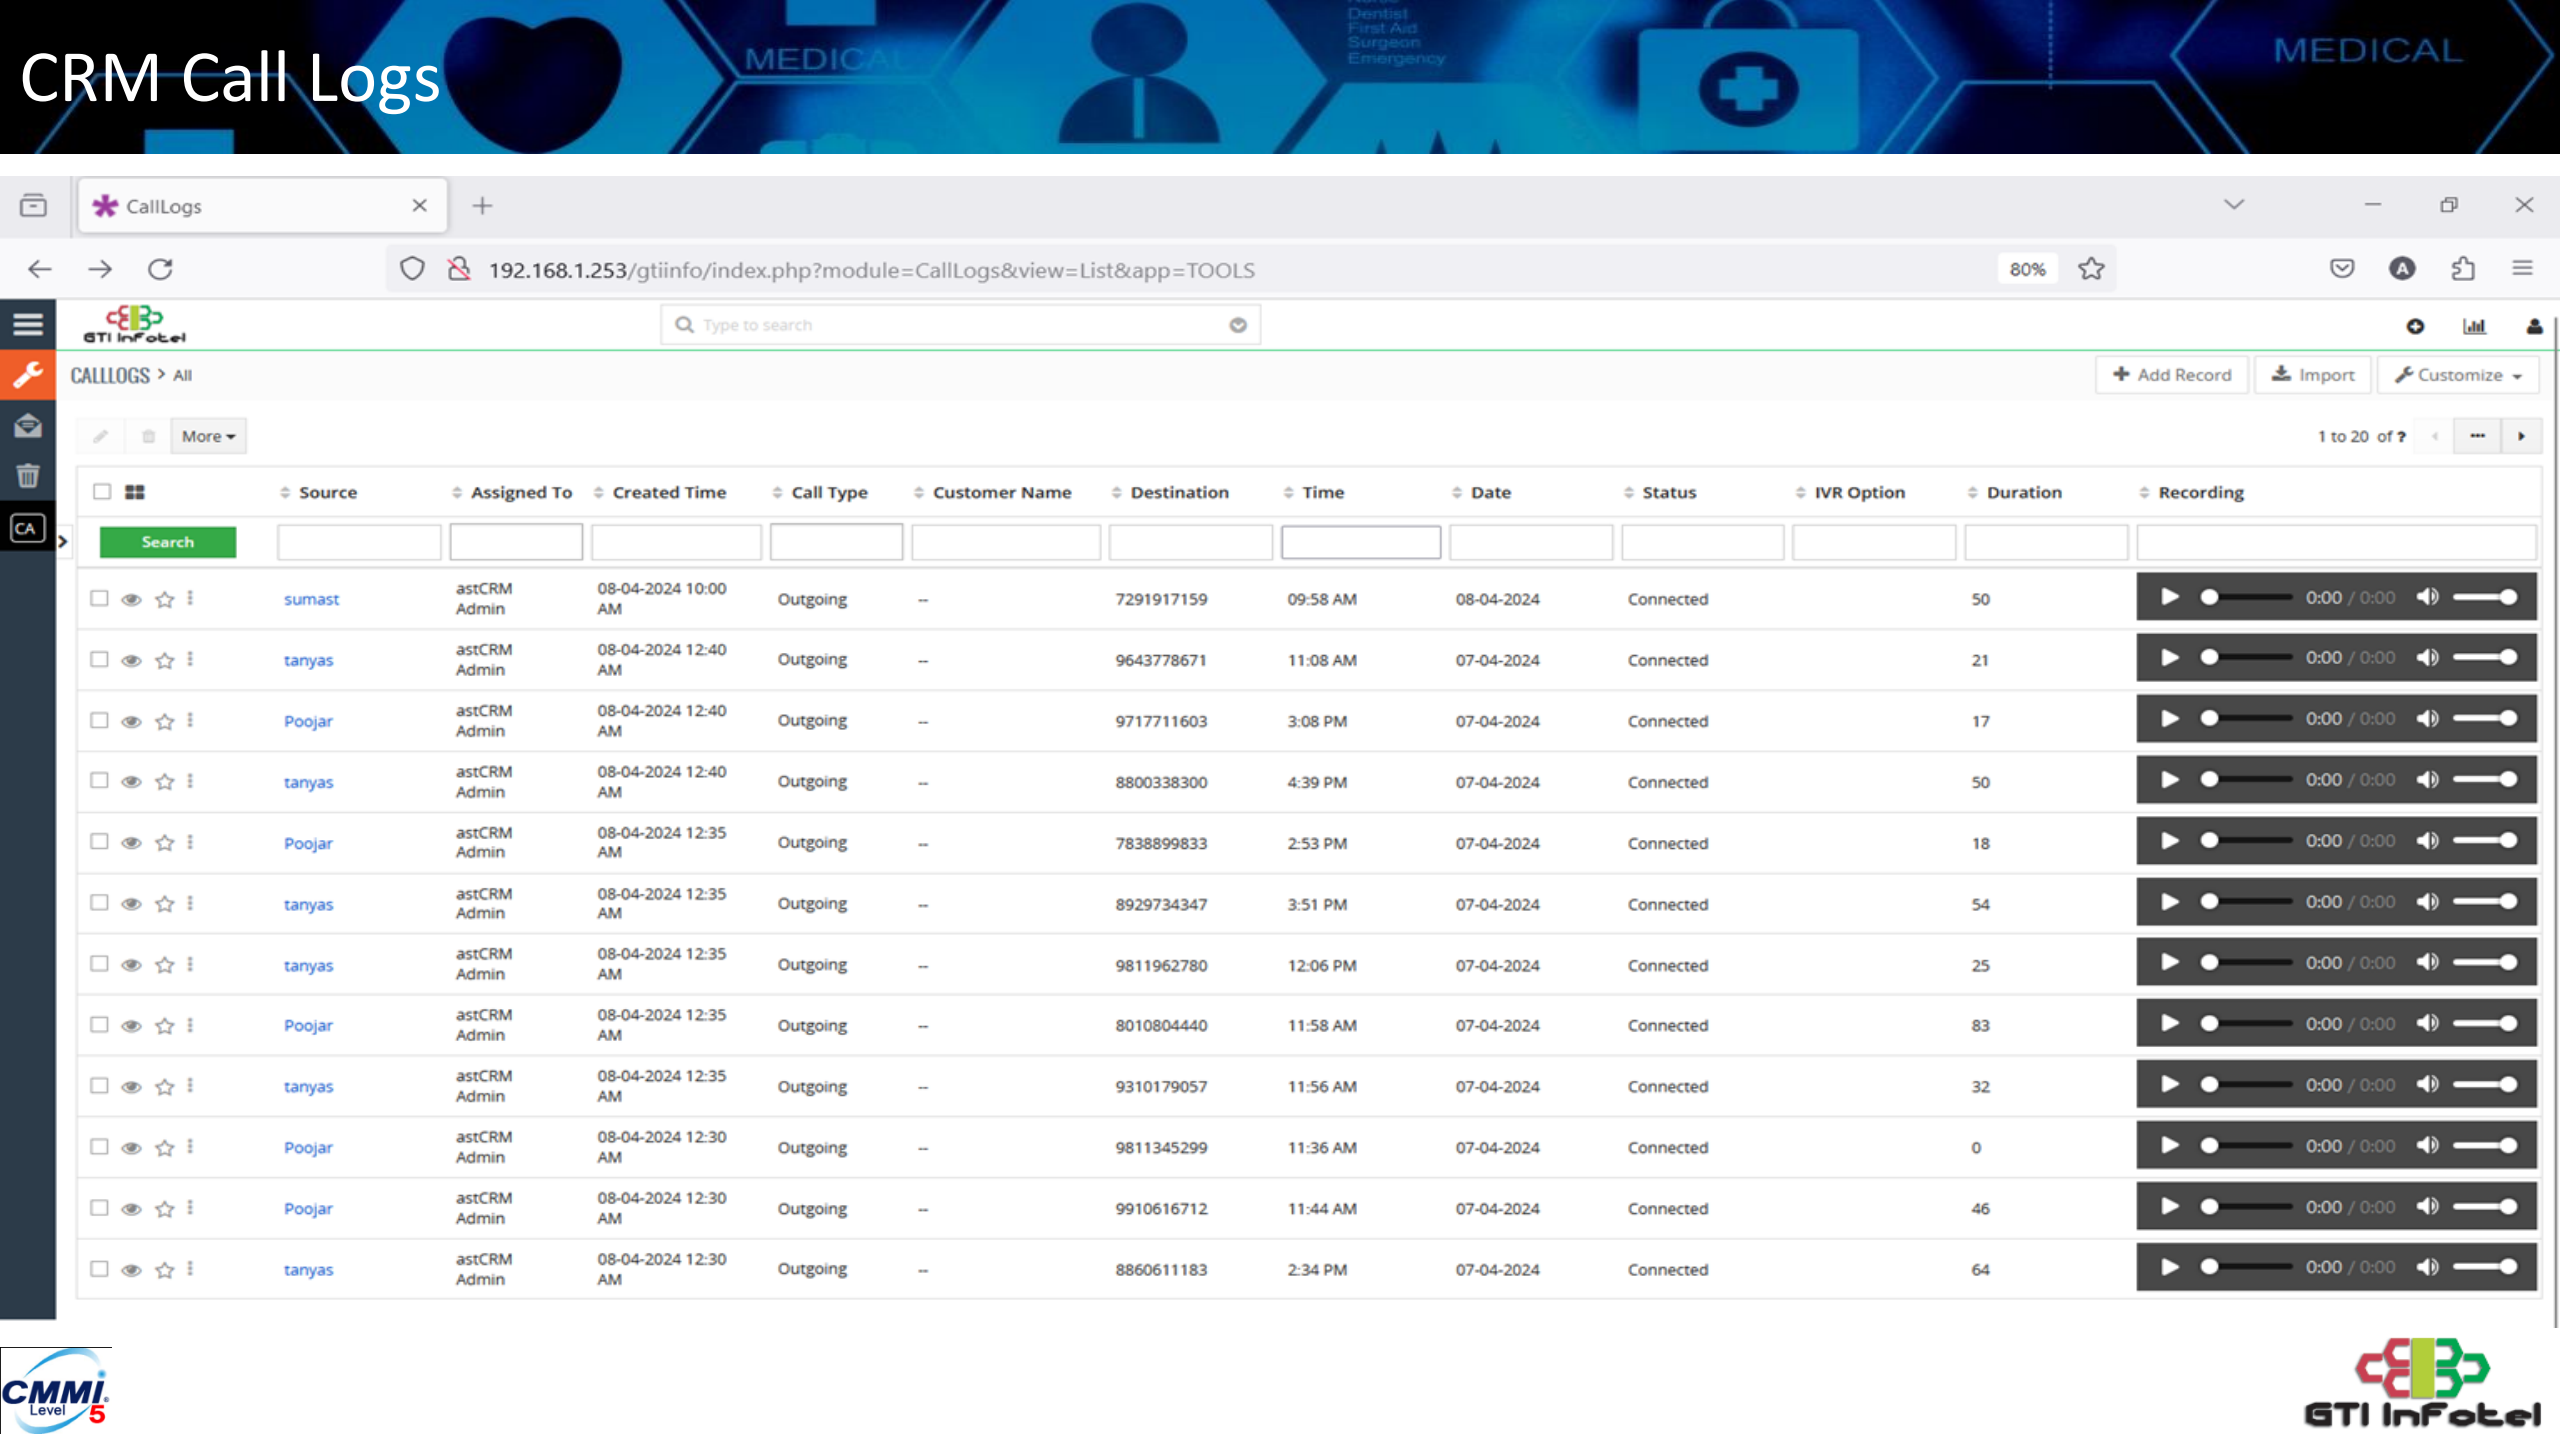 Nurse
Dentist
First Aid
Surgeon
Emergency
MEDICAL
MEDICAL
CRM Call Logs
CallLogs
192.168.1.253/gtiinfo/index.php?module=CallLogs&view=List&app=TOOLS
80%
A
GTI InFotel
Type to search
CALLLOGS > All
Add Record
Import
Customize
More
1 to 20 of ?
CA
Source Assigned To Created Time Call Type Customer Name Destination Time Date Status IVR Option Duration Recording
Search
sumast astCRM Admin 08-04-2024 10:00 AM Outgoing -- 7291917159 09:58 AM 08-04-2024 Connected 50 0:00 / 0:00
tanyas astCRM Admin 08-04-2024 12:40 AM Outgoing -- 9643778671 11:08 AM 07-04-2024 Connected 21 0:00 / 0:00
Poojar astCRM Admin 08-04-2024 12:40 AM Outgoing -- 9717711603 3:08 PM 07-04-2024 Connected 17 0:00 / 0:00
tanyas astCRM Admin 08-04-2024 12:40 AM Outgoing -- 8800338300 4:39 PM 07-04-2024 Connected 50 0:00 / 0:00
Poojar astCRM Admin 08-04-2024 12:35 AM Outgoing -- 7838899833 2:53 PM 07-04-2024 Connected 18 0:00 / 0:00
tanyas astCRM Admin 08-04-2024 12:35 AM Outgoing -- 8929734347 3:51 PM 07-04-2024 Connected 54 0:00 / 0:00
tanyas astCRM Admin 08-04-2024 12:35 AM Outgoing -- 9811962780 12:06 PM 07-04-2024 Connected 25 0:00 / 0:00
Poojar astCRM Admin 08-04-2024 12:35 AM Outgoing -- 8010804440 11:58 AM 07-04-2024 Connected 83 0:00 / 0:00
tanyas astCRM Admin 08-04-2024 12:35 AM Outgoing -- 9310179057 11:56 AM 07-04-2024 Connected 32 0:00 / 0:00
Poojar astCRM Admin 08-04-2024 12:30 AM Outgoing -- 9811345299 11:36 AM 07-04-2024 Connected 0 0:00 / 0:00
Poojar astCRM Admin 08-04-2024 12:30 AM Outgoing -- 9910616712 11:44 AM 07-04-2024 Connected 46 0:00 / 0:00
tanyas astCRM Admin 08-04-2024 12:30 AM Outgoing -- 8860611183 2:34 PM 07-04-2024 Connected 64 0:00 / 0:00
CMMi
Level 5
GTI InFotel